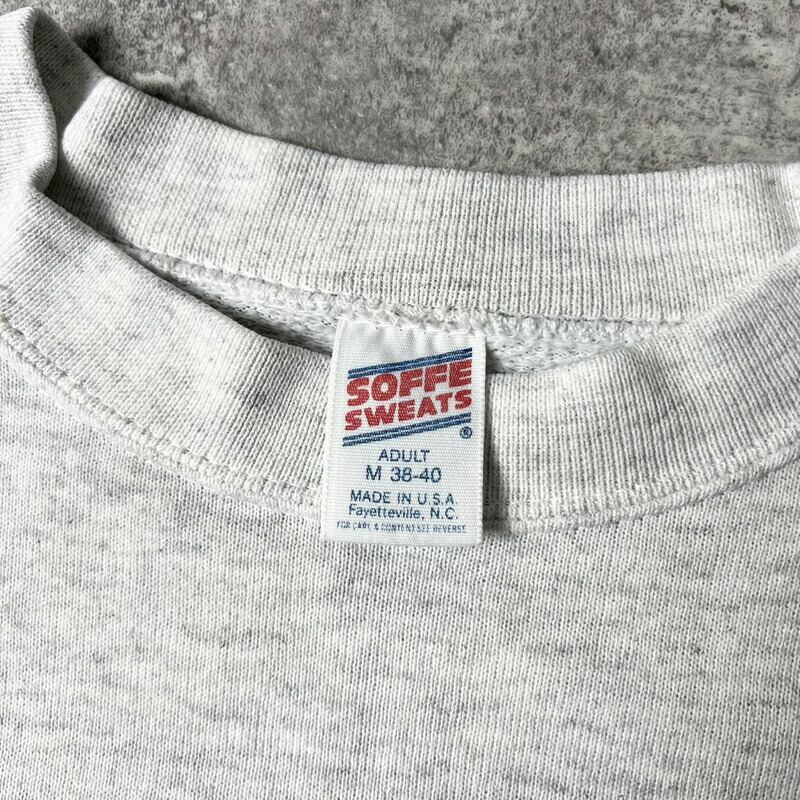 SOFFE
SWEATS
®
ADULT
M 38-40
MADE IN U.S.A
Fayetteville, N.C.
FOR CARE & CONTENT SEE REVERSE